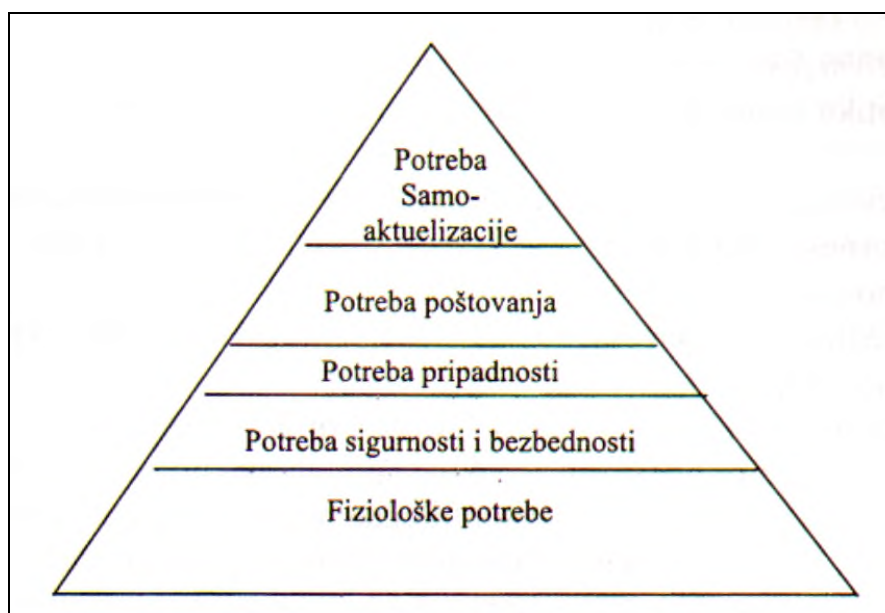 Potreba
Samo-
aktuelizacije
Potreba poštovanja
Potreba pripadnosti
Potreba sigurnosti i bezbednosti
Fiziološke potrebe